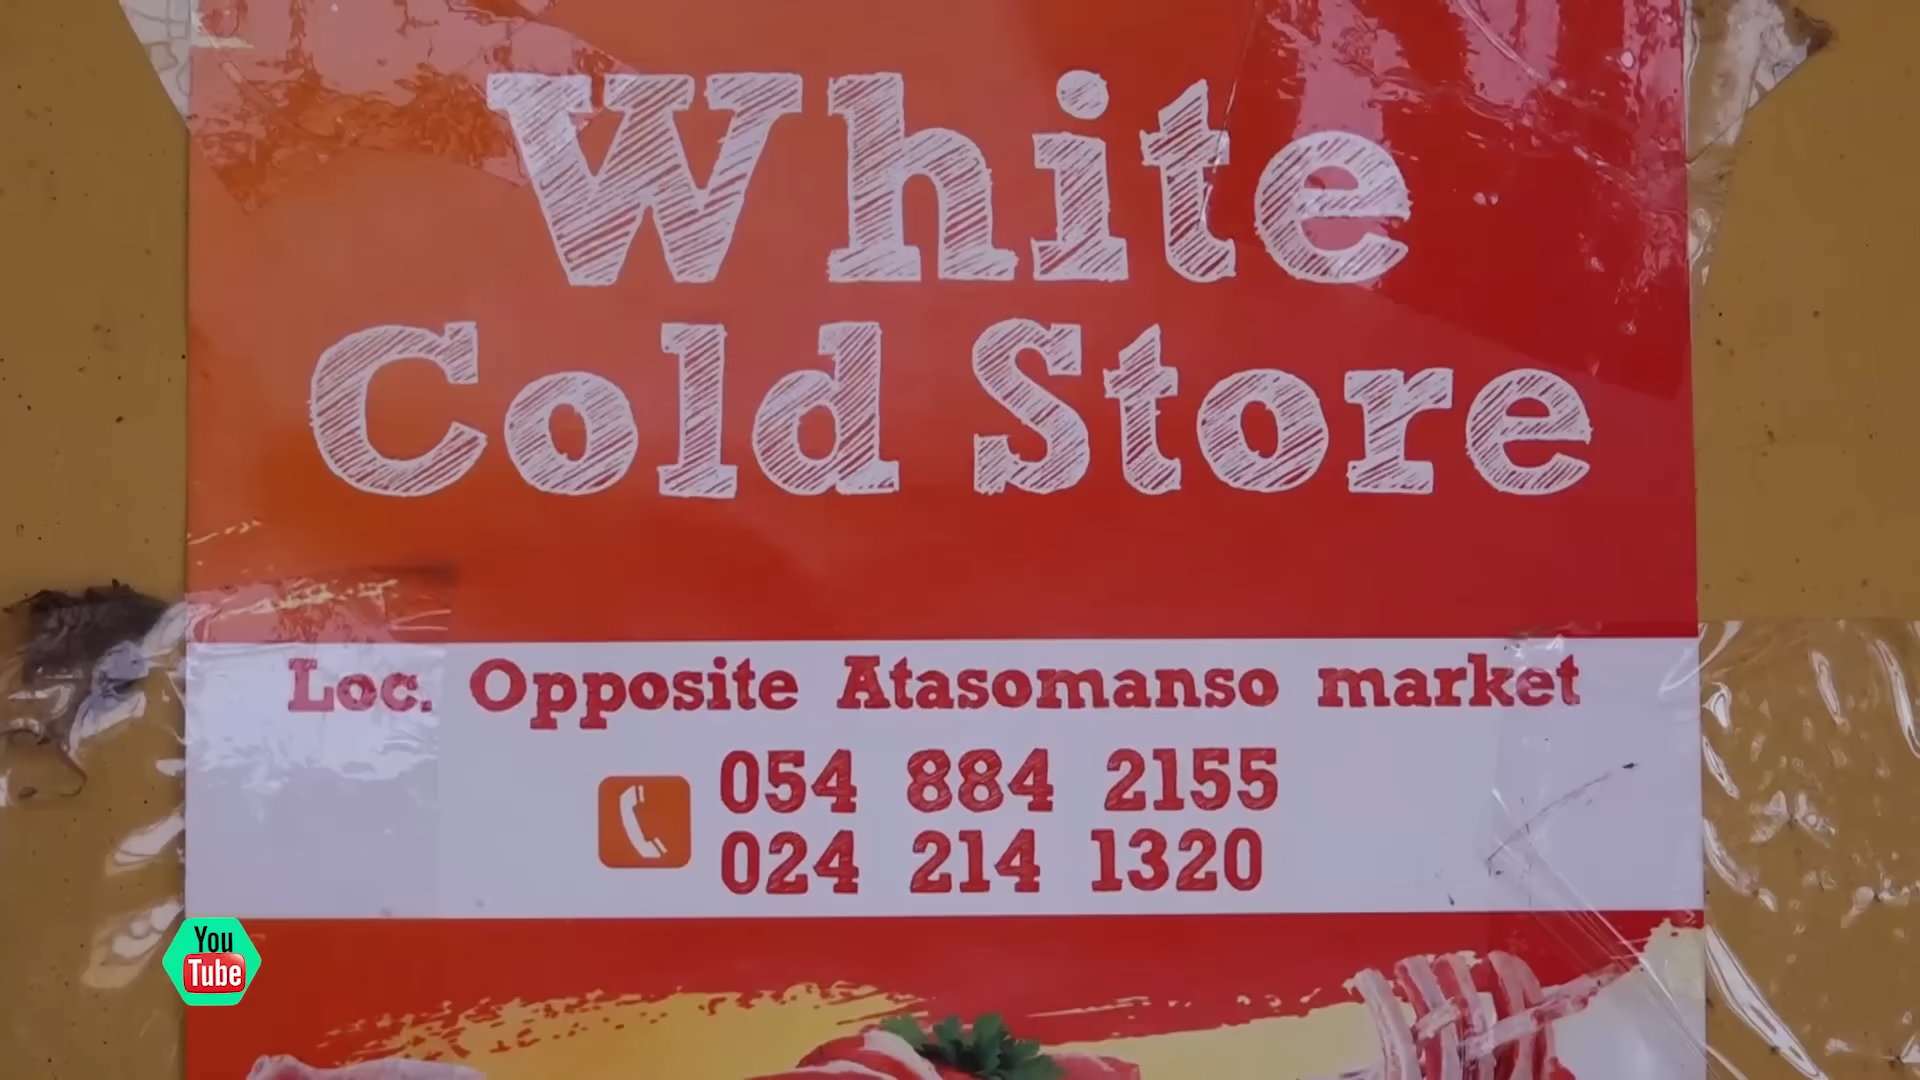 White
Cold Store
Loc. Opposite Atasomanso market
054 884 2155
024 214 1320
You
Tube